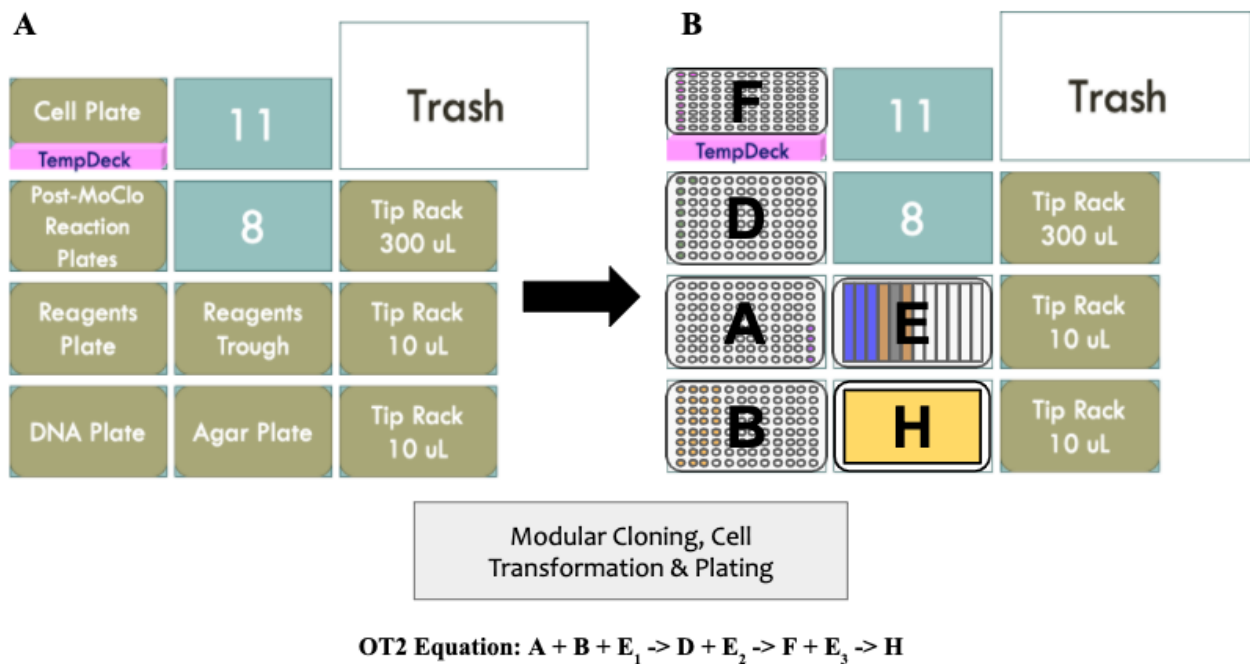 A
Cell Plate
TempDeck
11
Trash
Post-MoClo
Reaction
Plates
8
Tip Rack
300 uL
Reagents
Plate
Reagents
Trough
Tip Rack
10 uL
DNA Plate
Agar Plate
Tip Rack
10 uL
B
F
TempDeck
11
Trash
D
8
Tip Rack
300 uL
A
E
Tip Rack
10 uL
B
H
Tip Rack
10 uL
Modular Cloning, Cell
Transformation & Plating
OT2 Equation: A + B + E₁ -> D + E₂ -> F + E₃ -> H